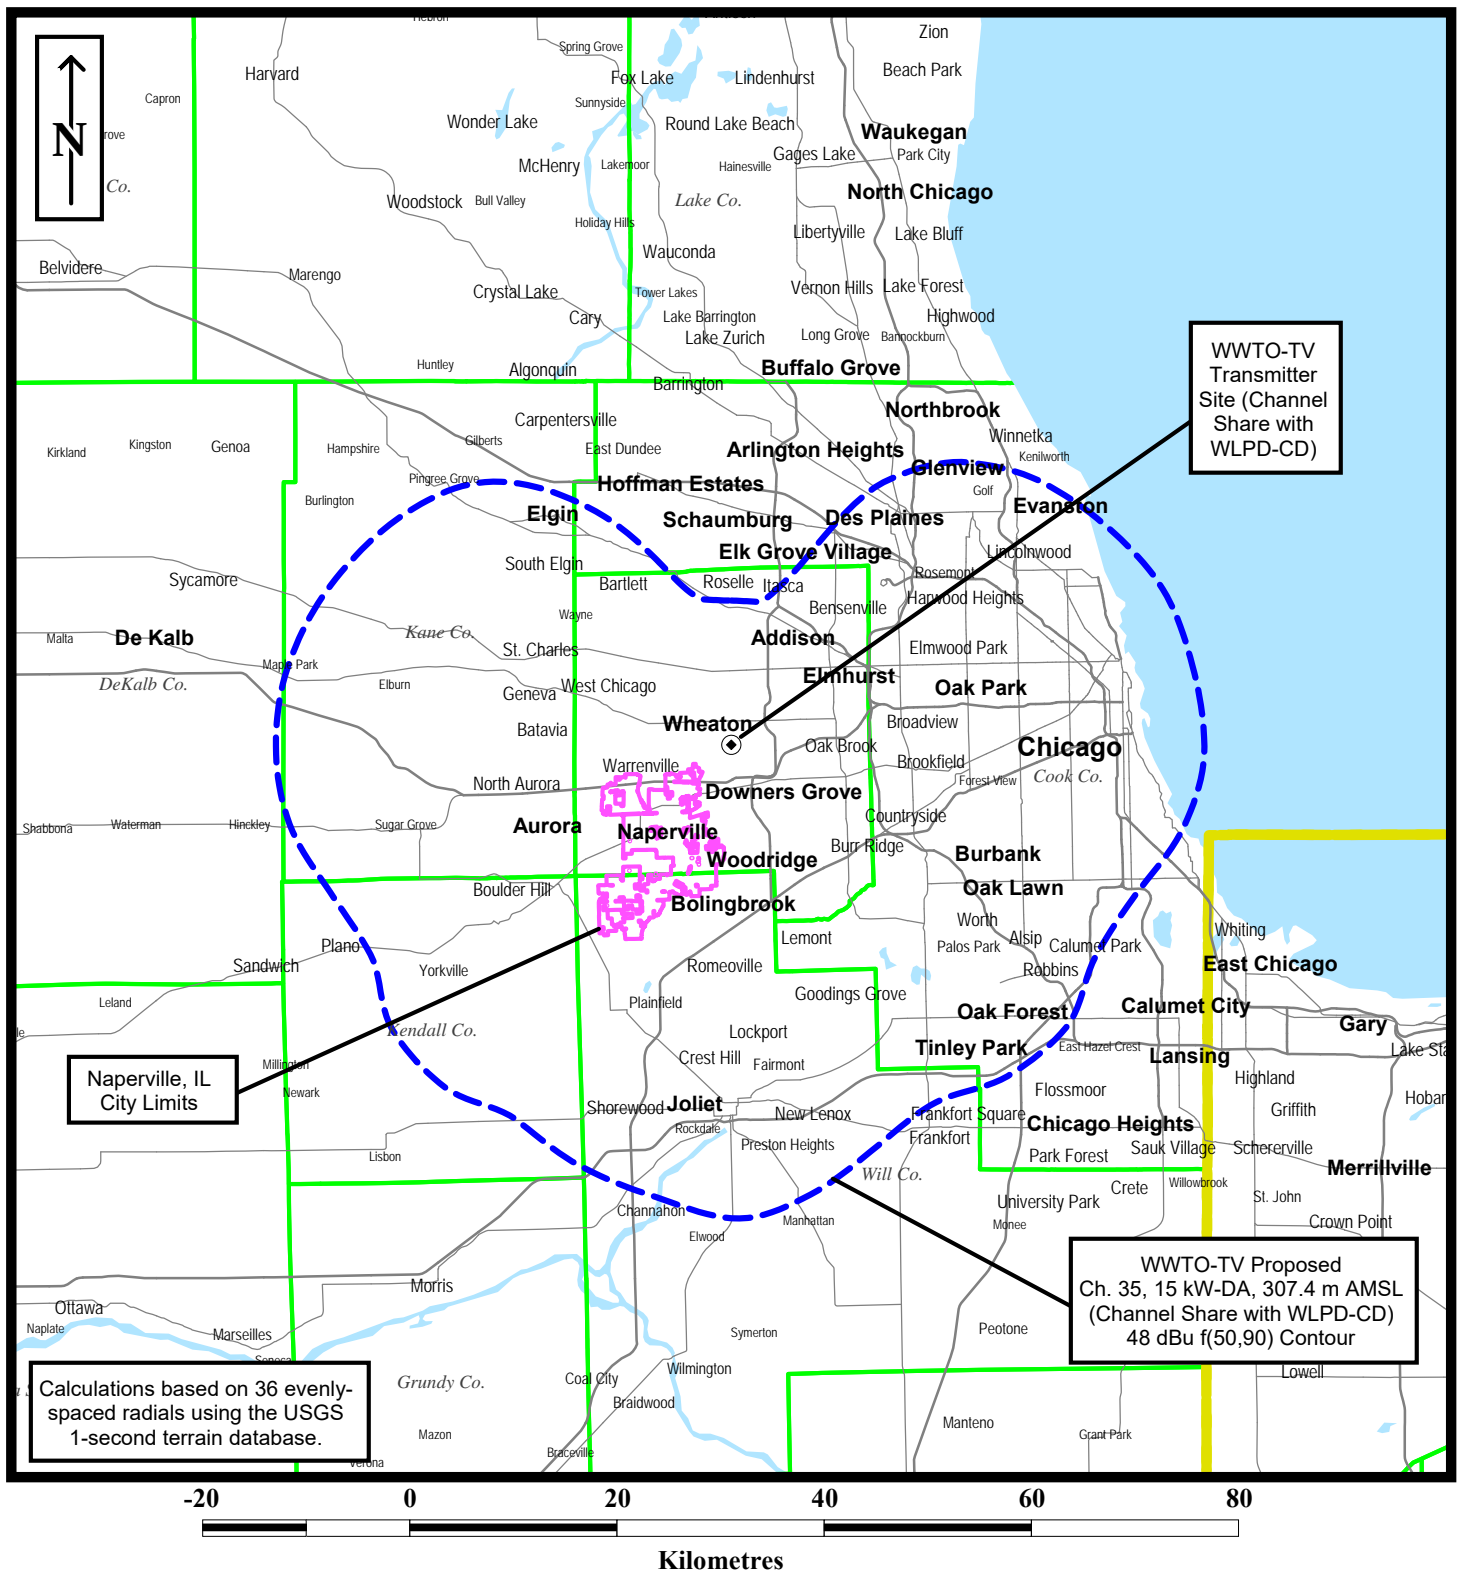 Zion
Spring Grove
Harvard
Fox Lake
Lindenhurst
Beach Park
Capron
Sunnyside
Wonder Lake
Round Lake Beach
Waukegan
N
rove
Gages Lake
Park City
McHenry
Lakemoor
Hainesville
Co.
North Chicago
Woodstock
Bull Valley
Lake Co.
Holiday Hills
Libertyville
Lake Bluff
Wauconda
Belvidere
Marengo
Crystal Lake
Tower Lakes
Vernon Hills
Lake Forest
Cary
Lake Barrington
Highwood
Lake Zurich
Long Grove
Bannockburn
WWTO-TV
Transmitter
Site (Channel
Share with
WLPD-CD)
Huntley
Algonquin
Buffalo Grove
Barrington
Carpentersville
Northbrook
Kirkland
Kingston
Genoa
Hampshire
Gilberts
East Dundee
Arlington Heights
Winnetka
Kenilworth
Glenview
Pingree Grove
Hoffman Estates
Golf
Burlington
Elgin
Schaumburg
Des Plaines
Evanston
Elk Grove Village
Lincolnwood
South Elgin
Sycamore
Bartlett
Roselle
Itasca
Rosemont
Bensenville
Harwood Heights
Wayne
Malta
De Kalb
Kane Co.
Addison
St. Charles
Elmwood Park
Maple Park
DeKalb Co.
Elburn
Geneva
West Chicago
Elmhurst
Oak Park
Batavia
Wheaton
Broadview
Oak Brook
Chicago
Warrenville
Brookfield
Cook Co.
North Aurora
Downers Grove
Forest View
Shabbona
Waterman
Hinckley
Sugar Grove
Aurora
Naperville
Countryside
Burr Ridge
Woodridge
Burbank
Boulder Hill
Oak Lawn
Bolingbrook
Worth
Plano
Lemont
Palos Park
Alsip
Calumet Park
Whiting
Sandwich
Yorkville
Romeoville
Robbins
East Chicago
Leland
Plainfield
Goodings Grove
Oak Forest
Calumet City
Kendall Co.
Lockport
Gary
Crest Hill
Fairmont
Tinley Park
East Hazel Crest
Lansing
Lake Sta
Millington
Naperville, IL
City Limits
Newark
Flossmoor
Highland
Shorewood
Joliet
New Lenox
Frankfort Square
Griffith
Hobar
Rockdale
Chicago Heights
Preston Heights
Frankfort
Lisbon
Park Forest
Sauk Village
Schererville
Merrillville
Will Co.
Willowbrook
Crete
University Park
St. John
Channahon
Manhattan
Monee
Crown Point
Elwood
WWTO-TV Proposed
Ch. 35, 15 kW-DA, 307.4 m AMSL
(Channel Share with WLPD-CD)
48 dBu f(50,90) Contour
Morris
Ottawa
Naplate
Marseilles
Symerton
Peotone
Wilmington
Lowell
Grundy Co.
Coal City
Braidwood
Calculations based on 36 evenly-
spaced radials using the USGS
1-second terrain database.
Manteno
Mazon
Grant Park
Braceville
Verona
-20 0 20 40 60 80
Kilometres